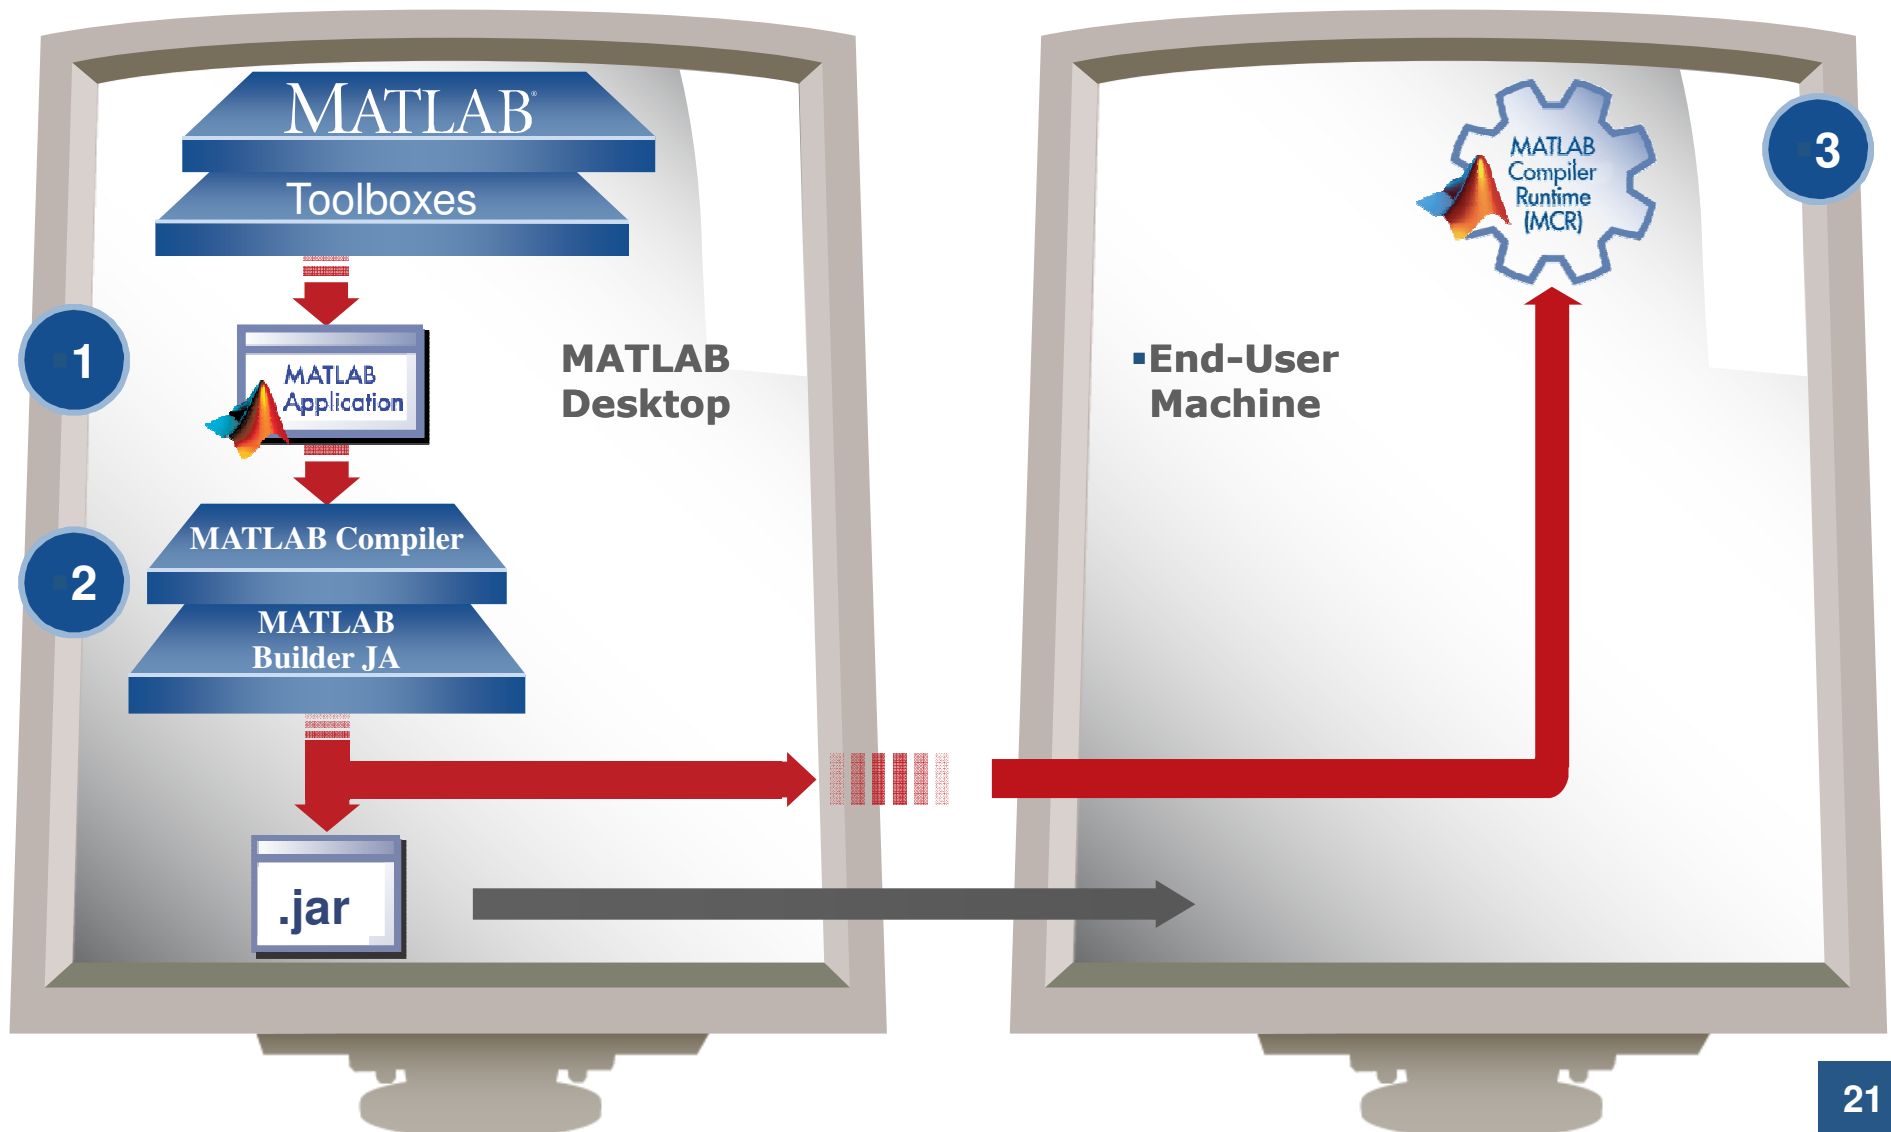 MATLAB®
Toolboxes
1
MATLAB
Application
MATLAB
Desktop
2
MATLAB Compiler
MATLAB
Builder JA
.jar
MATLAB
Compiler
Runtime
(MCR)
3
▪End-User
Machine
21